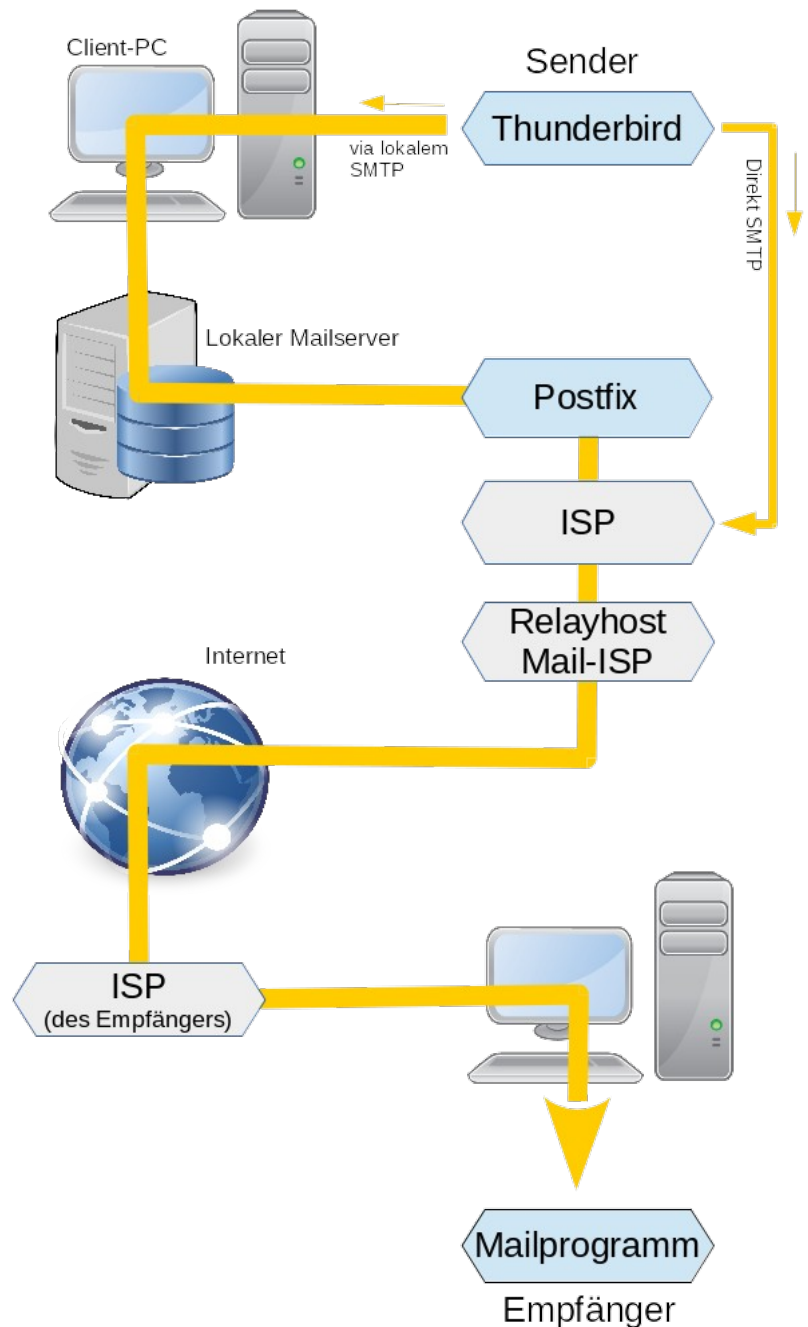 Client-PC
Sender
Thunderbird
via lokalem
SMTP
Direkt SMTP
Lokaler Mailserver
Postfix
ISP
Relayhost
Mail-ISP
Internet
ISP
(des Empfängers)
Mailprogramm
Empfänger